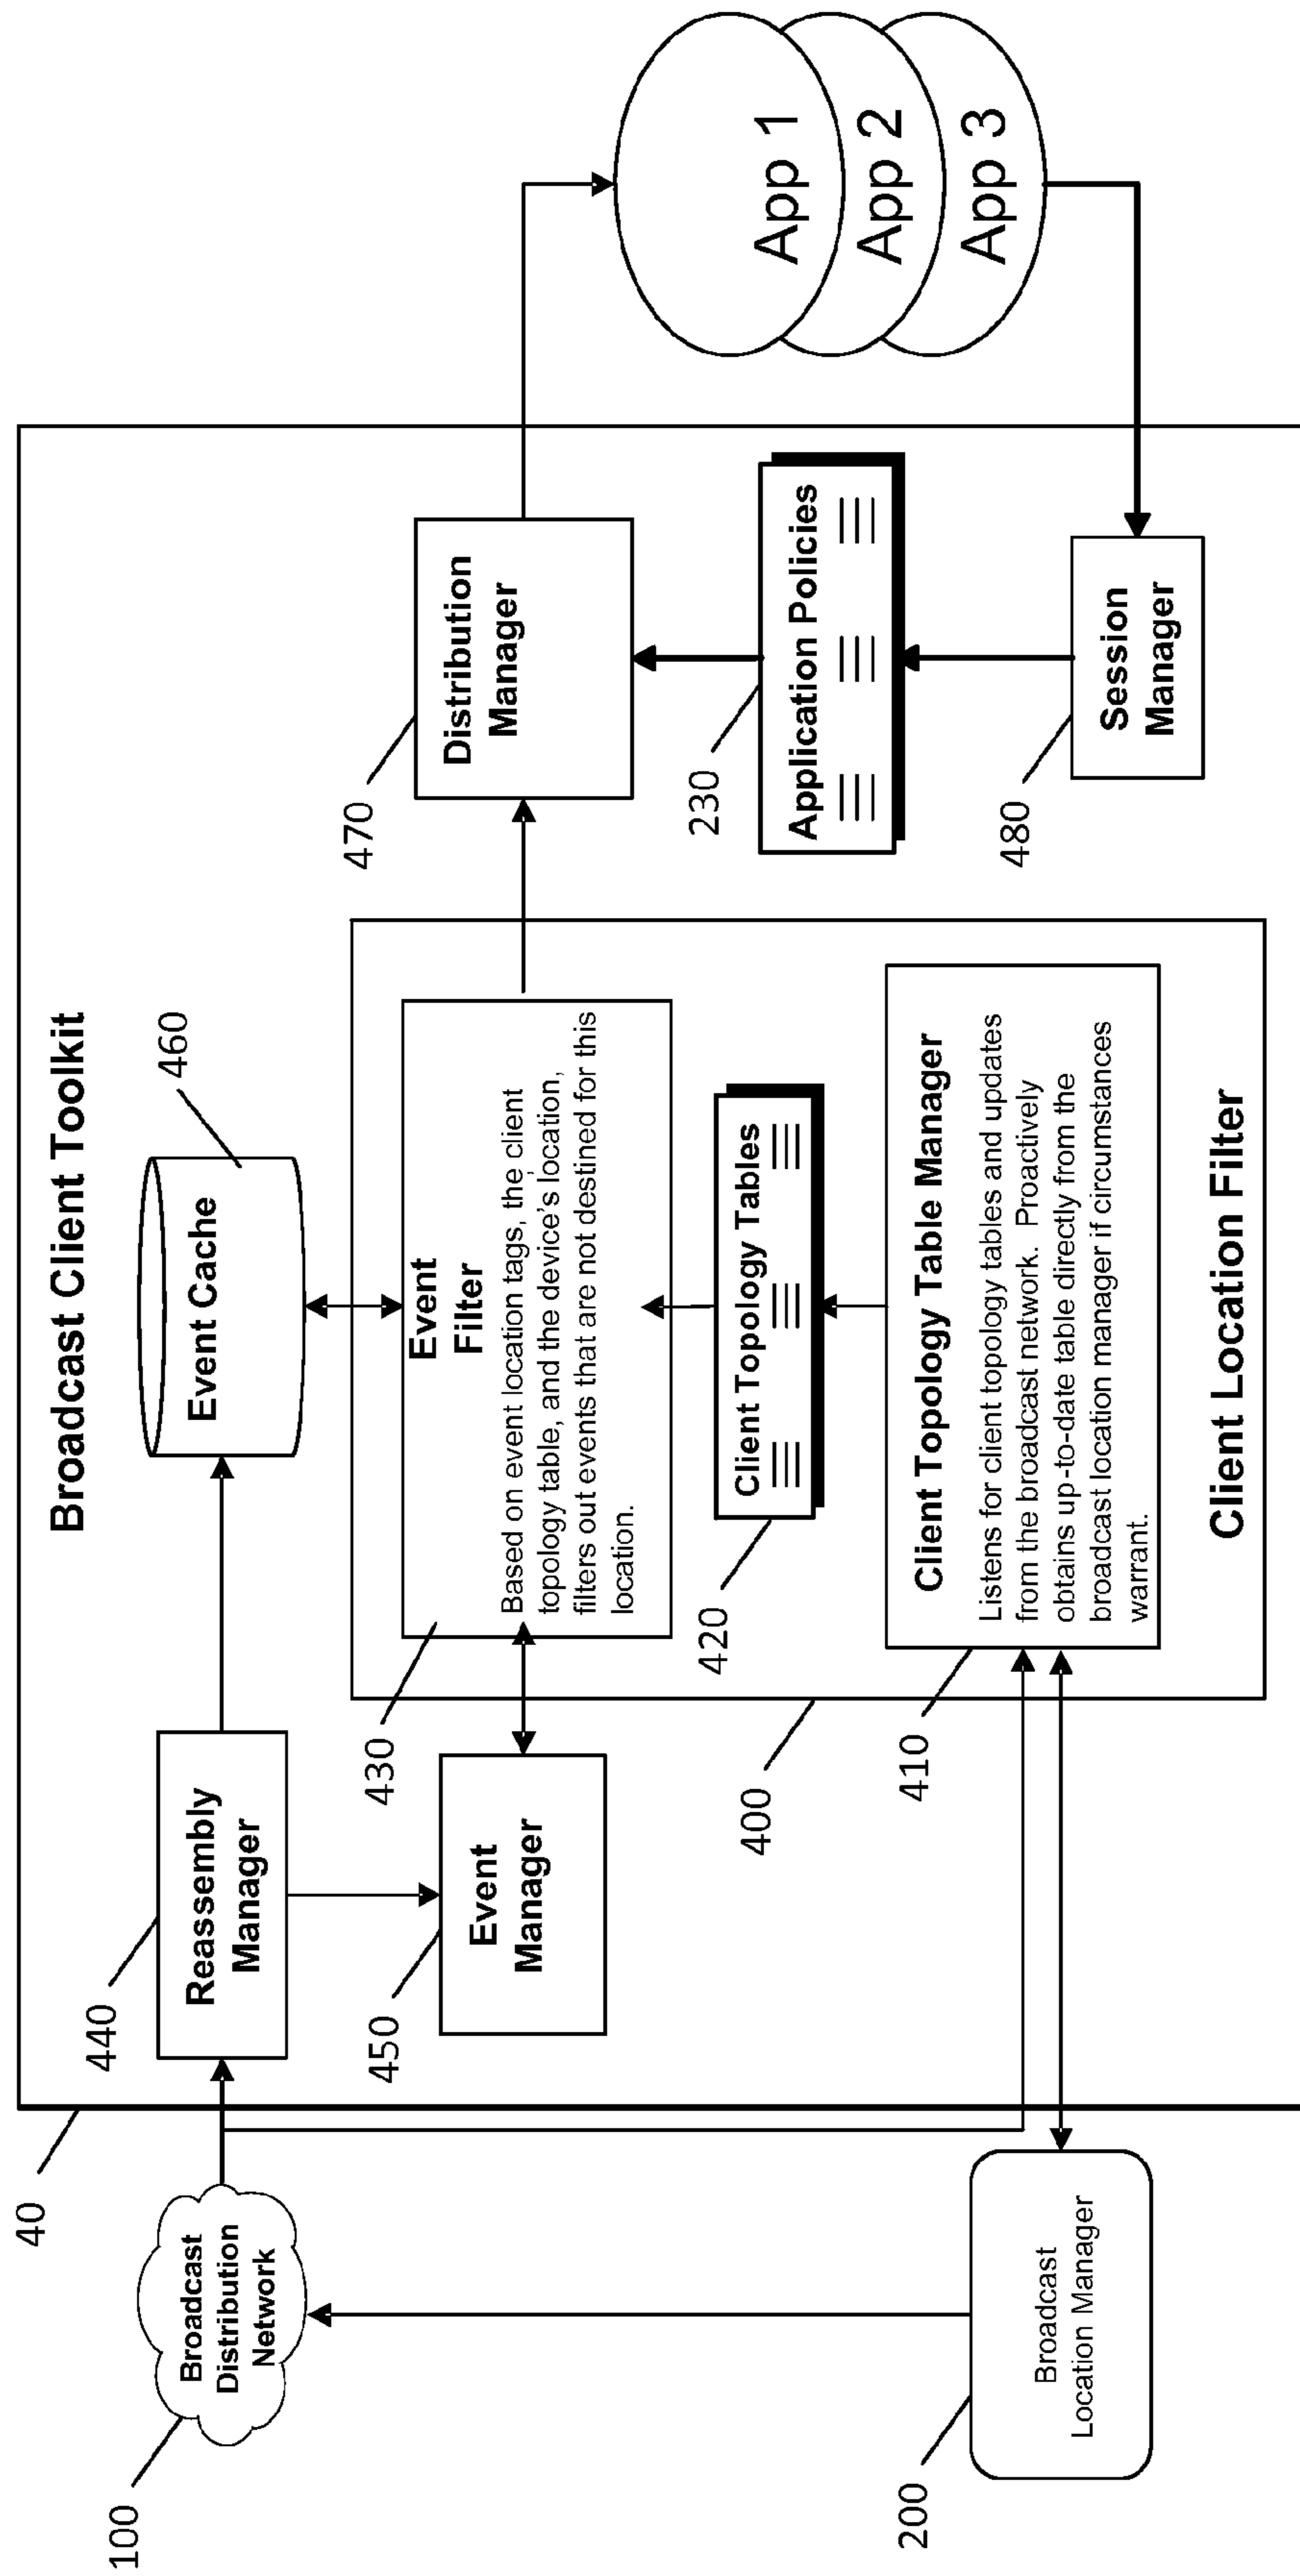 Broadcast Client Toolkit
40
100
Broadcast
Distribution
Network
440
Reassembly
Manager
Event Cache
460
450
Event
Manager
430
Event
Filter
Based on event location tags, the client
topology table, and the device's location,
filters out events that are not destined for this
location.
470
Distribution
Manager
App 1
App 2
App 3
420
Client Topology Tables
230
Application Policies
200
Broadcast
Location Manager
400
410
Client Topology Table Manager
Listens for client topology tables and updates
from the broadcast network. Proactively
obtains up-to-date table directly from the
broadcast location manager if circumstances
warrant.
480
Session
Manager
Client Location Filter